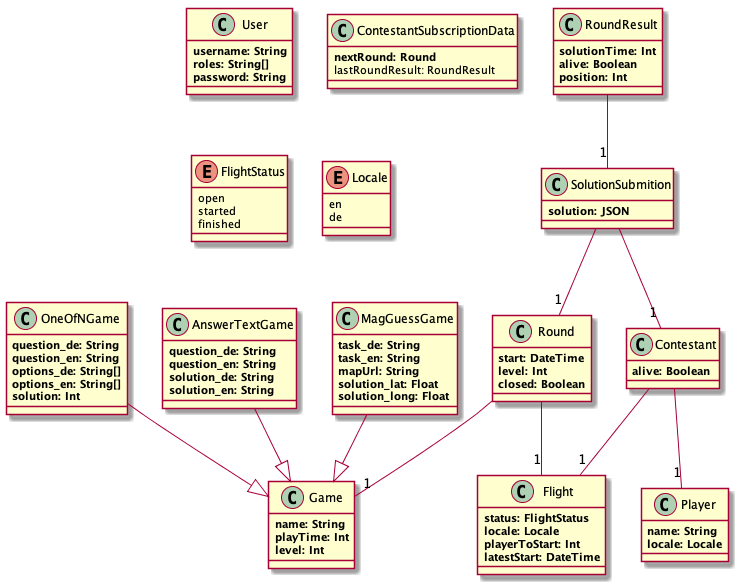 C User
username: String
roles: String[]
password: String
C ContestantSubscriptionData
nextRound: Round
lastRoundResult: RoundResult
C RoundResult
solutionTime: Int
alive: Boolean
position: Int
1
E FlightStatus
open
started
finished
E Locale
en
de
C SolutionSubmition
solution: JSON
1
1
C OneOfNGame
question_de: String
question_en: String
options_de: String[]
options_en: String[]
solution: Int
C AnswerTextGame
question_de: String
question_en: String
solution_de: String
solution_en: String
C MagGuessGame
task_de: String
task_en: String
mapUrl: String
solution_lat: Float
solution_long: Float
C Round
start: DateTime
level: Int
closed: Boolean
C Contestant
alive: Boolean
1
1
1
1
C Game
name: String
playTime: Int
level: Int
C Flight
status: FlightStatus
locale: Locale
playerToStart: Int
latestStart: DateTime
C Player
name: String
locale: Locale